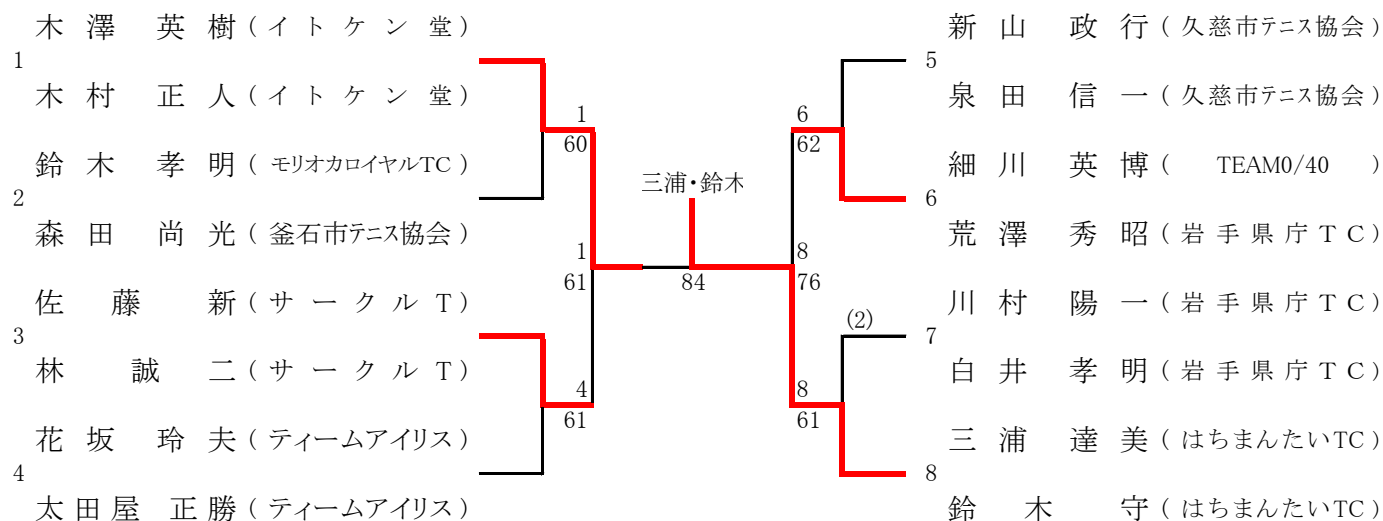 木澤 英樹 (イトケン堂)
1
木村 正人 (イトケン堂)
鈴木 孝明 (モリオカロイヤルTC)
2
森田 尚光 (釜石市テニス協会)
佐藤 新 (サークルT)
3
林 誠二 (サークルT)
花坂 玲夫 (ティームアイリス)
4
太田屋 正勝 (ティームアイリス)
1
60
1
61
4
61
三浦・鈴木
84
6
62
8
76
(2)
8
61
新山 政行 (久慈市テニス協会)
5
泉田 信一 (久慈市テニス協会)
細川 英博 (TEAM0/40)
6
荒澤 秀昭 (岩手県庁TC)
川村 陽一 (岩手県庁TC)
7
白井 孝明 (岩手県庁TC)
三浦 達美 (はちまんたいTC)
8
鈴木 守 (はちまんたいTC)